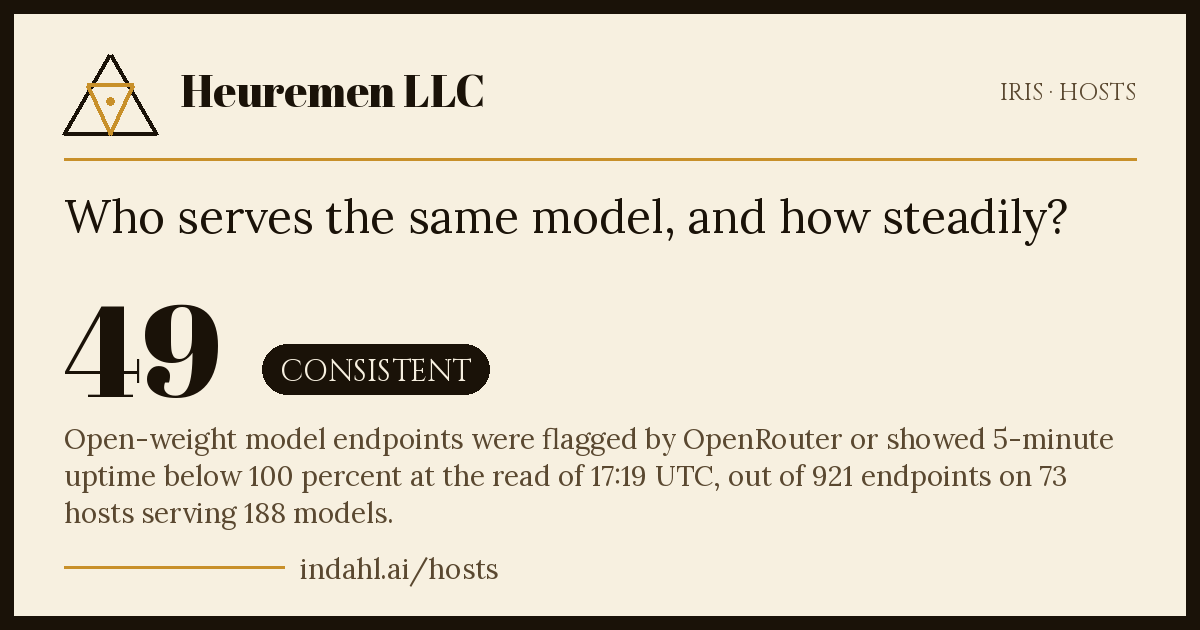 Heuremen LLC
IRIS · HOSTS
Who serves the same model, and how steadily?
49
CONSISTENT
Open-weight model endpoints were flagged by OpenRouter or showed 5-minute
uptime below 100 percent at the read of 17:19 UTC, out of 921 endpoints on 73
hosts serving 188 models.
indahl.ai/hosts